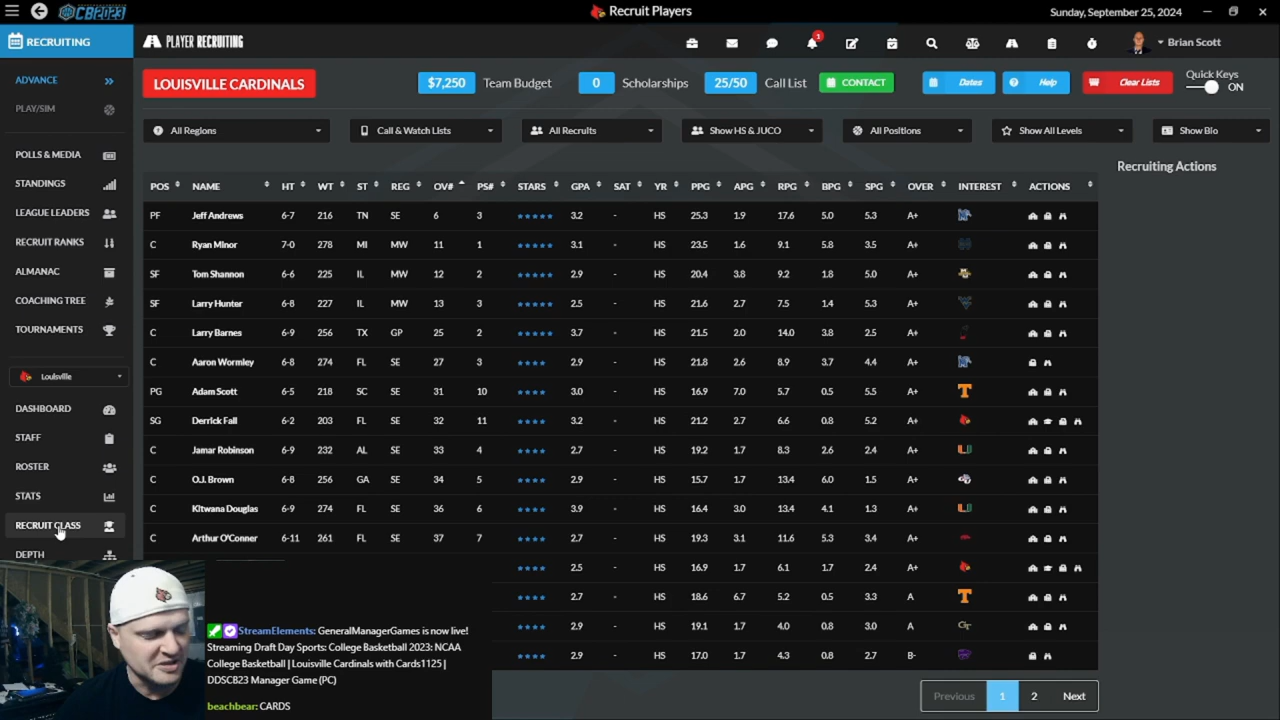 CB2023 Recruit Players Sunday, September 25, 2024
RECRUITING PLAYER RECRUITING 1 Brian Scott
ADVANCE
PLAY/SIM
POLLS & MEDIA
STANDINGS
LEAGUE LEADERS
RECRUIT RANKS
ALMANAC
COACHING TREE
TOURNAMENTS
Louisville
DASHBOARD
STAFF
ROSTER
STATS
RECRUIT CLASS
DEPTH
LOUISVILLE CARDINALS $7,250 Team Budget 0 Scholarships 25/50 Call List CONTACT Dates Help Clear Lists Quick Keys ON
All Regions Call & Watch Lists All Recruits Show HS & JUCO All Positions Show All Levels Show Bio
Recruiting Actions
POS NAME HT WT ST REG OV# PS# STARS GPA SAT YR PPG APG RPG BPG SPG OVER INTEREST ACTIONS
PF Jeff Andrews 6-7 216 TN SE 6 3 ★★★★★ 3.2 - HS 25.3 1.9 17.6 5.0 5.3 A+
C Ryan Minor 7-0 278 MI MW 11 1 ★★★★★ 3.1 - HS 23.5 1.6 9.1 5.8 3.5 A+
SF Tom Shannon 6-6 225 IL MW 12 2 ★★★★★ 2.9 - HS 20.4 3.8 9.2 1.8 5.0 A+
SF Larry Hunter 6-8 227 IL MW 13 3 ★★★★★ 2.5 - HS 21.6 2.7 7.5 1.4 5.3 A+
C Larry Barnes 6-9 256 TX GP 25 2 ★★★★★ 3.7 - HS 21.5 2.0 14.0 3.8 2.5 A+
C Aaron Wormley 6-8 274 FL SE 27 3 ★★★★ 2.9 - HS 21.8 2.6 8.9 3.7 4.4 A+
PG Adam Scott 6-5 218 SC SE 31 10 ★★★★ 3.0 - HS 16.9 7.0 5.7 0.5 5.5 A+
SG Derrick Fall 6-2 203 FL SE 32 11 ★★★★ 3.2 - HS 21.2 2.7 6.6 0.8 5.2 A+
C Jamar Robinson 6-9 232 AL SE 33 4 ★★★★ 2.7 - HS 19.2 1.7 8.3 2.6 2.4 A+
C O.J. Brown 6-8 256 GA SE 34 5 ★★★★ 2.9 - HS 15.7 1.7 13.4 6.0 1.7 A+
C Kitwana Douglas 6-9 274 FL SE 36 6 ★★★★ 3.9 - HS 16.4 3.0 13.4 4.1 1.3 A+
C Arthur O'Conner 6-11 261 FL SE 37 7 ★★★★ 2.7 - HS 19.3 3.1 11.6 5.3 3.4 A+
★★★★ 2.5 - HS 16.9 1.7 6.1 1.7 2.4 A+
★★★★ 2.7 - HS 18.6 6.7 5.2 0.5 3.3 A
★★★★ 2.9 - HS 19.1 1.7 4.0 0.8 3.0 A
★★★★ 2.9 - HS 17.0 1.7 4.3 0.8 2.7 B-
StreamElements: GeneralManagerGames is now live!
Streaming Draft Day Sports: College Basketball 2023: NCAA
College Basketball | Louisville Cardinals with Cards1125 |
DDSCB23 Manager Game (PC)
beachbear: CARDS
Previous 1 2 Next